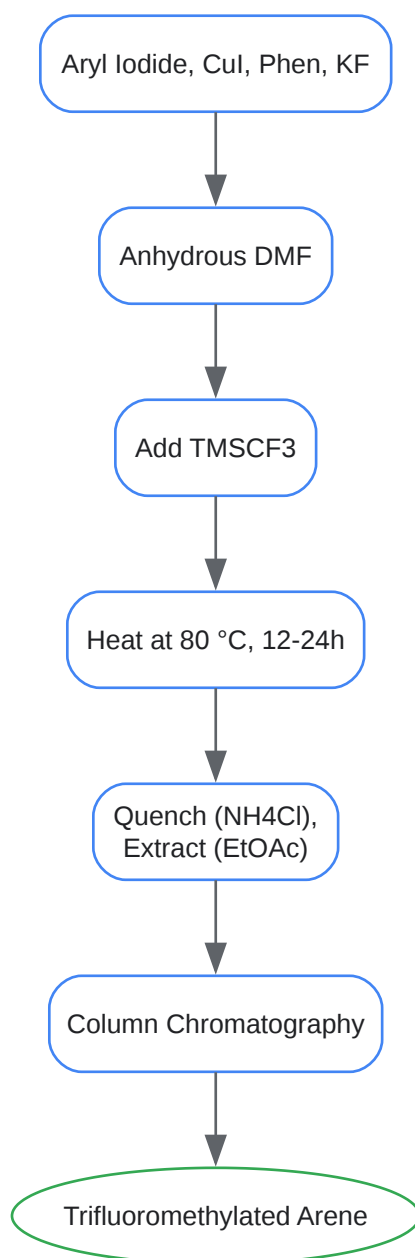 Aryl Iodide, CuI, Phen, KF
Anhydrous DMF
Add TMSCF3
Heat at 80 °C, 12-24h
Quench (NH4Cl),
Extract (EtOAc)
Column Chromatography
Trifluoromethylated Arene